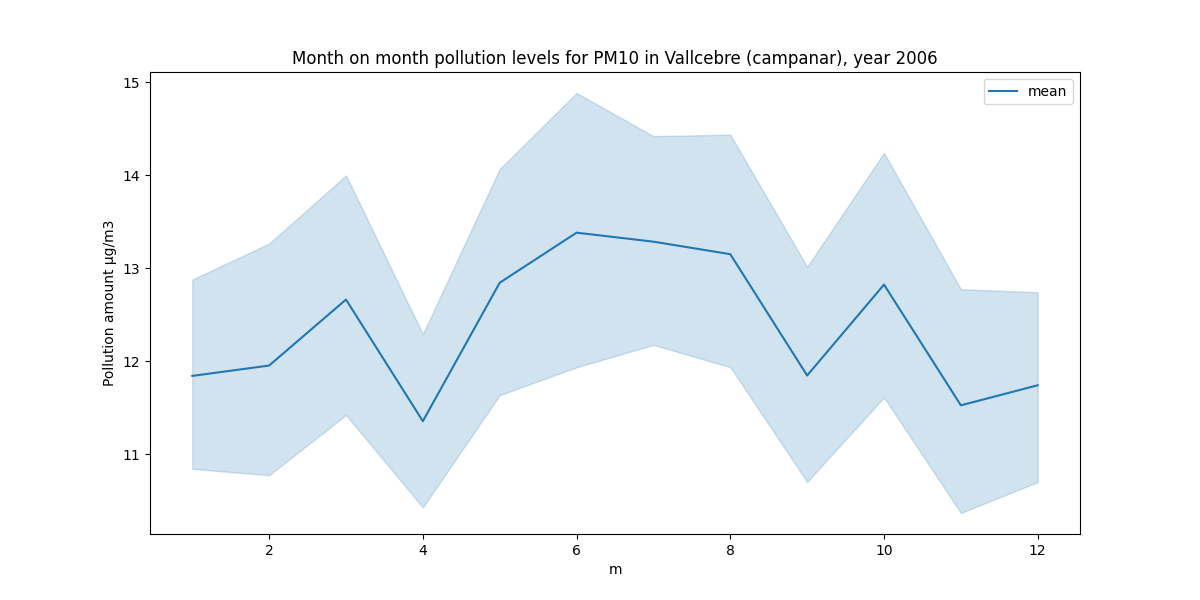 Month on month pollution levels for PM10 in Vallcebre (campanar), year 2006
mean
Pollution amount µg/m3
15
14
13
12
11
2 4 6 8 10 12
m